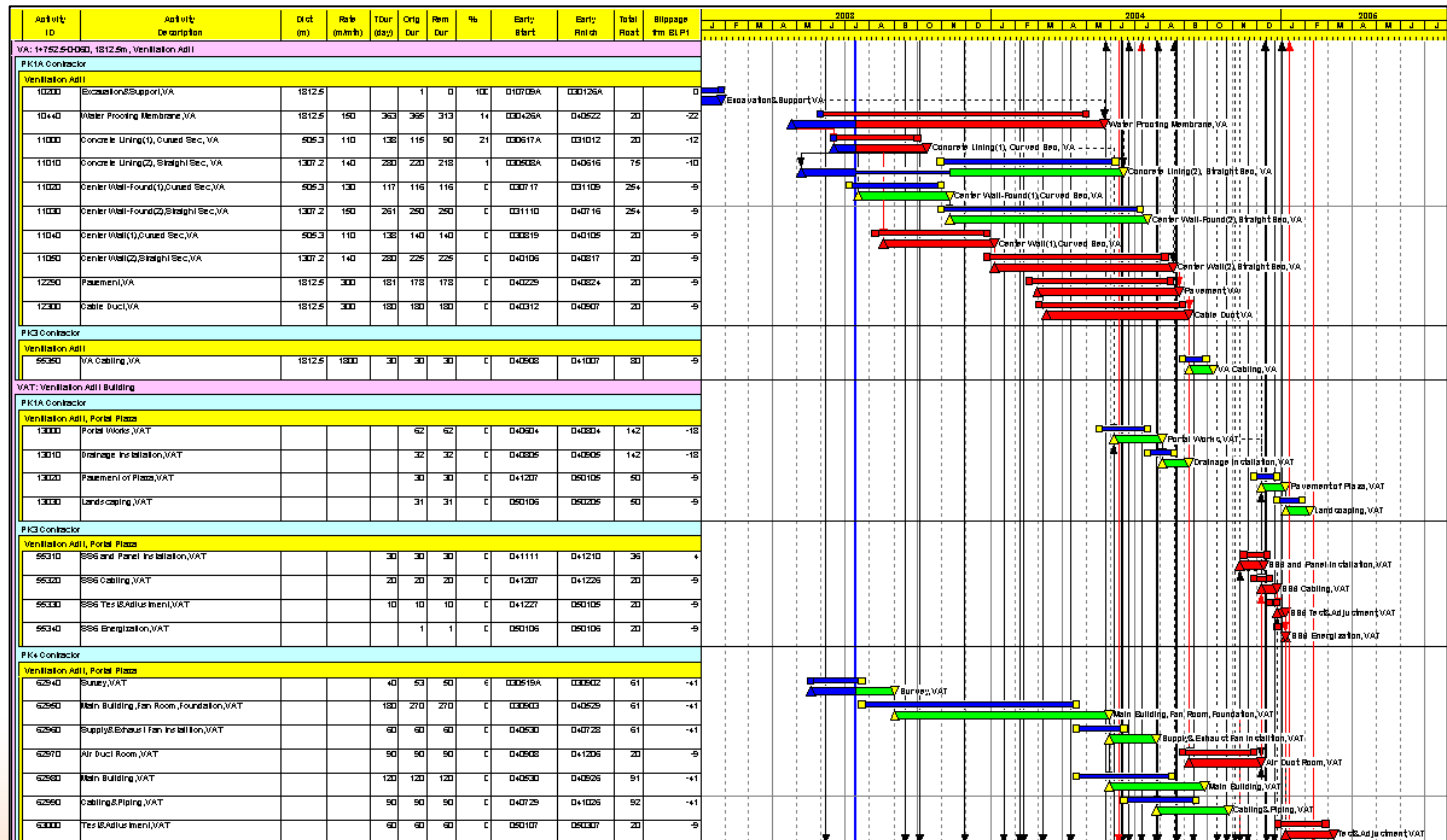 Activity ID Activity Description Dist (m) Rate (m/mth) TDur (day) Orig Dur Rem Dur % Early Start Early Finish Total Float Slippage frm BLP1
2003 2004
J F M A M J J A S O N D J F M A M J J A S O N D J F M A M J J
VA: 1+752.5-0-060, 1812.5m, Ventilation Adit
PK1A Contractor
Ventilation Adit
10200 Excavation&Support,VA 1812.5 1 0 100 010709A 030126A 0 Excavation&Support,VA
10440 Water Proofing Membrane,VA 1812.5 150 363 365 313 14 030426A 040522 20 -22 Water Proofing Membrane,VA
11000 Concrete Lining(1), Curved Sec,VA 505.3 110 138 115 90 21 030617A 031012 20 -12 Concrete Lining(1), Curved Sec, VA
11010 Concrete Lining(2), Straight Sec, VA 1307.2 140 280 220 218 1 030508A 040616 75 -10 Concrete Lining(2), Straight Sec, VA
11020 Center Wall-Found(1),Curved Sec,VA 505.3 130 117 116 116 0 030717 031109 254 -9 Center Wall-Found(1),Curved Sec,VA
11030 Center Wall-Found(2),Straight Sec,VA 1307.2 150 261 250 250 0 031110 040716 254 -9 Center Wall-Found(2),Straight Sec,VA
11040 Center Wall(1),Curved Sec,VA 505.3 110 138 140 140 0 030819 040105 20 -9 Center Wall(1),Curved Sec,VA
11050 Center Wall(2),Straight Sec,VA 1307.2 140 280 225 225 0 040106 040817 20 -9 Center Wall(2),Straight Sec,VA
12290 Pavement,VA 1812.5 300 181 178 178 0 040229 040824 20 -9 Pavement,VA
12300 Cable Duct,VA 1812.5 300 180 180 180 0 040312 040907 20 -9 Cable Duct,VA
PK3 Contractor
Ventilation Adit
55350 VA Cabling,VA 1812.5 1800 30 30 30 0 040908 041007 80 -9 VA Cabling,VA
VAT: Ventilation Adit Building
PK1A Contractor
Ventilation Adit, Portal Plaza
13000 Portal Works,VAT 62 62 0 040604 040804 142 -18 Portal Works,VAT
13010 Drainage Installation,VAT 32 32 0 040805 040905 142 -18 Drainage Installation,VAT
13020 Pavement of Plaza,VAT 30 30 0 041207 050105 50 -9 Pavement of Plaza,VAT
13030 Landscaping,VAT 31 31 0 050106 050205 50 -9 Landscaping,VAT
PK3 Contractor
Ventilation Adit, Portal Plaza
55310 SS6 and Panel Installation,VAT 30 30 30 0 041111 041210 36 4 SS6 and Panel Installation,VAT
55320 SS6 Cabling,VAT 20 20 20 0 041207 041226 20 -9 SS6 Cabling,VAT
55330 SS6 Test&Adjustment,VAT 10 10 10 0 041227 050105 20 -9 SS6 Test&Adjustment,VAT
55340 SS6 Energization,VAT 1 1 0 050106 050106 20 -9 SS6 Energization,VAT
PK4 Contractor
Ventilation Adit, Portal Plaza
62940 Survey,VAT 40 53 50 6 030519A 030902 61 -41 Survey,VAT
62950 Main Building,Fan Room,Foundation,VAT 180 270 270 0 030903 040529 61 -41 Main Building,Fan Room,Foundation,VAT
62960 Supply&Exhaust Fan Installtion,VAT 60 60 60 0 040530 040728 61 -41 Supply&Exhaust Fan Installtion,VAT
62970 Air Duct Room,VAT 90 90 90 0 040908 041206 20 -9 Air Duct Room,VAT
62980 Main Building,VAT 120 120 120 0 040530 040926 91 -41 Main Building,VAT
62990 Cabling&Piping,VAT 90 90 90 0 040729 041026 92 -41 Cabling&Piping,VAT
63000 Test&Adjustment,VAT 60 60 60 0 050107 050307 20 -9 Test&Adjustment,VAT